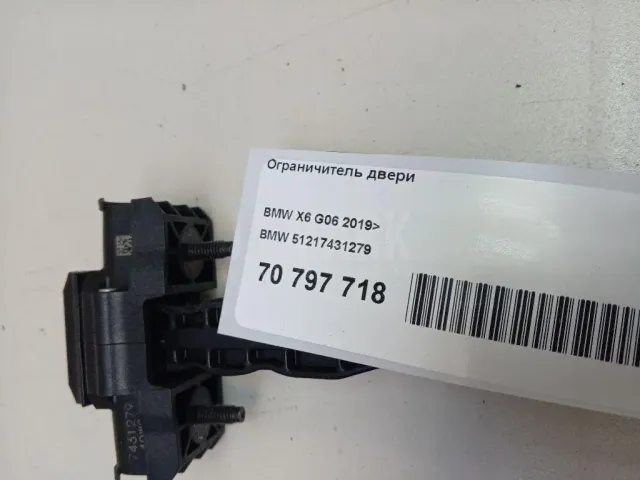 Ограничитель двери
BMW X6 G06 2019>
BMW 51217431279
70 797 718
7431279